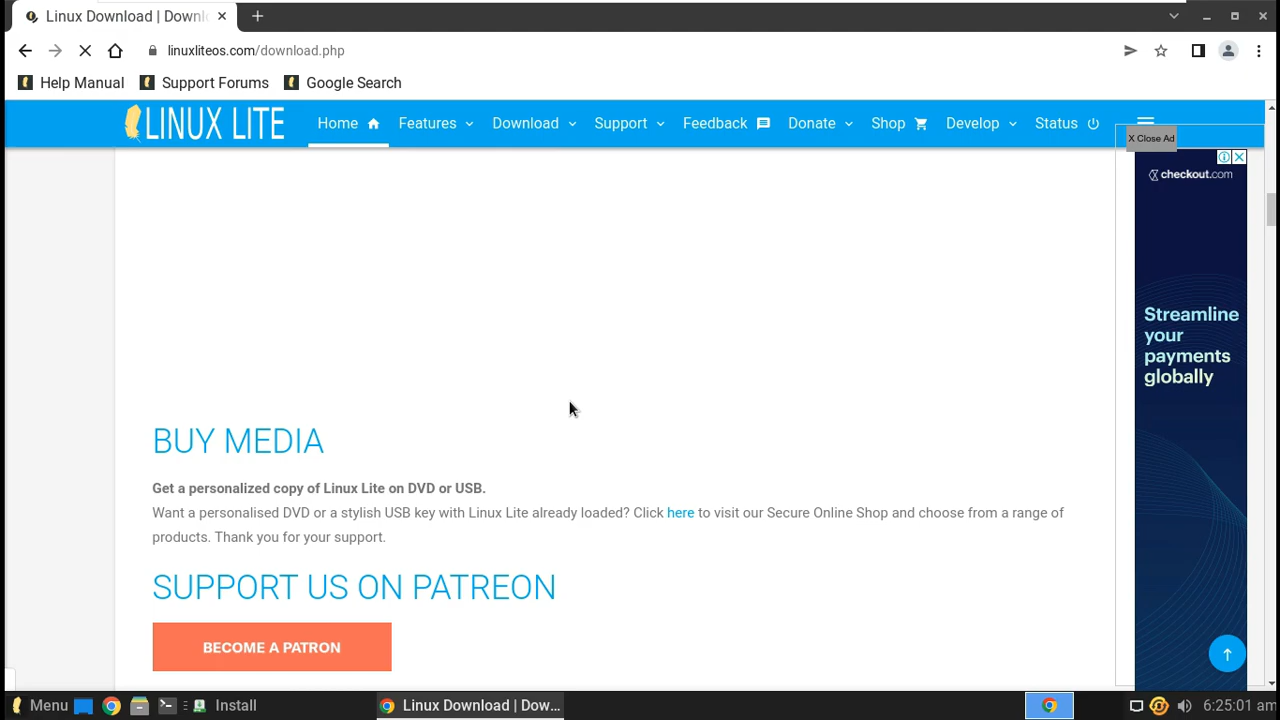 Linux Download | Downl
linuxliteos.com/download.php
Help Manual Support Forums Google Search
LINUX LITE Home Features Download Support Feedback Donate Shop Develop Status
X Close Ad
checkout.com
Streamline
your
payments
globally
BUY MEDIA
Get a personalized copy of Linux Lite on DVD or USB.
Want a personalised DVD or a stylish USB key with Linux Lite already loaded? Click here to visit our Secure Online Shop and choose from a range of
products. Thank you for your support.
SUPPORT US ON PATREON
BECOME A PATRON
Menu Install Linux Download | Dow... 6:25:01 am